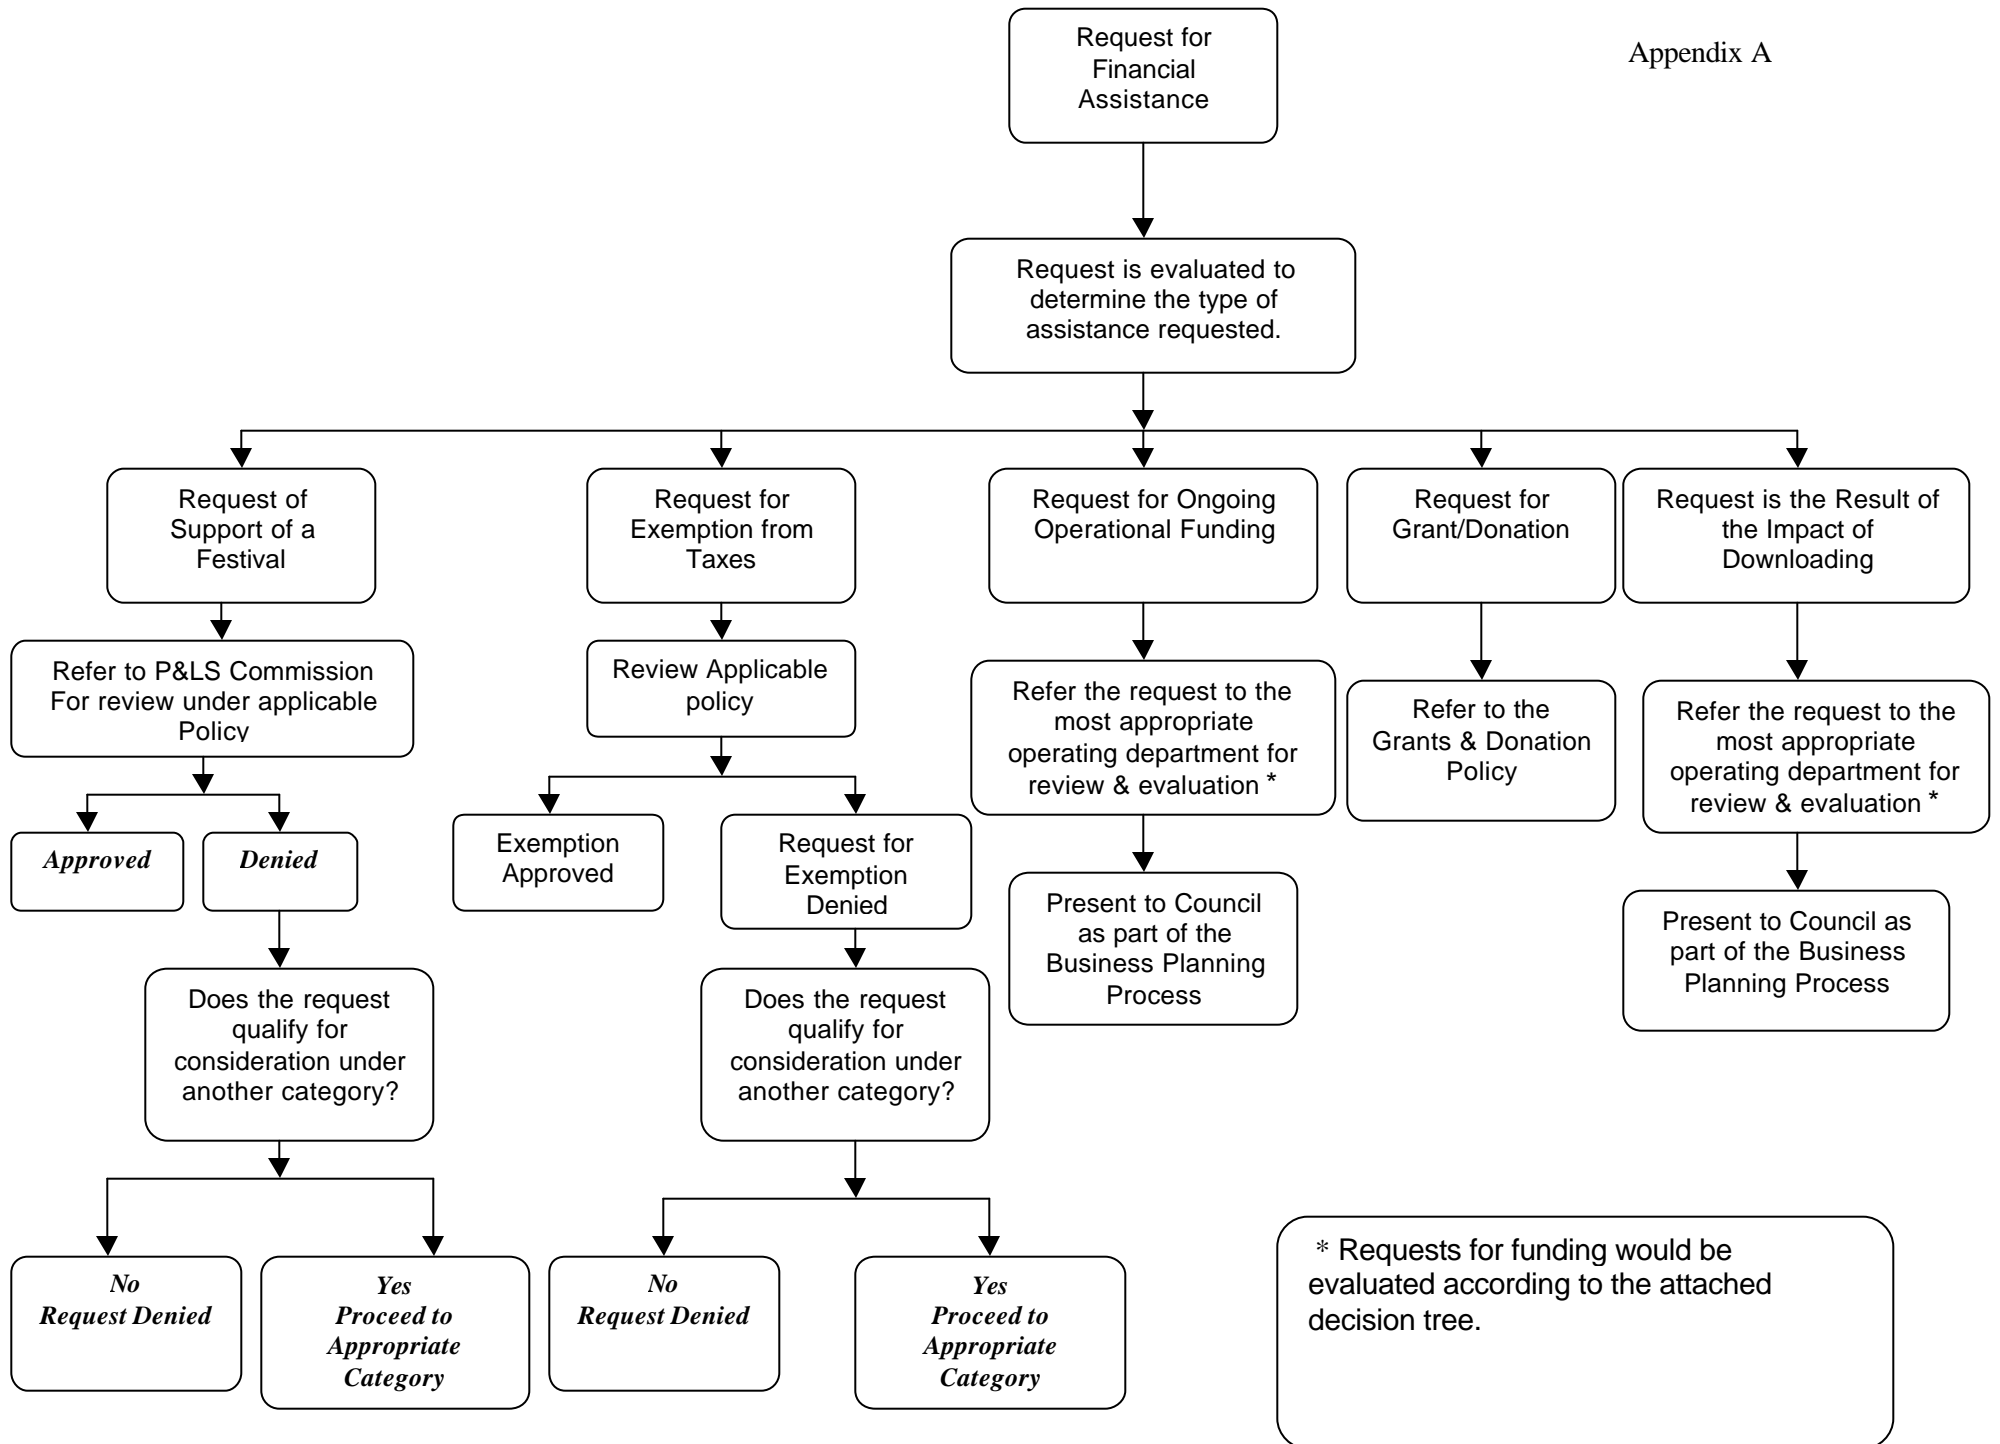 Request for
Financial
Assistance
Appendix A
Request is evaluated to
determine the type of
assistance requested.
Request of
Support of a
Festival
Request for
Exemption from
Taxes
Request for Ongoing
Operational Funding
Request for
Grant/Donation
Request is the Result of
the Impact of
Downloading
Refer to P&LS Commission
For review under applicable
Policy
Review Applicable
policy
Refer the request to the
most appropriate
operating department for
review & evaluation *
Refer to the
Grants & Donation
Policy
Refer the request to the
most appropriate
operating department for
review & evaluation *
Approved
Denied
Exemption
Approved
Request for
Exemption
Denied
Present to Council
as part of the
Business Planning
Process
Present to Council as
part of the Business
Planning Process
Does the request
qualify for
consideration under
another category?
Does the request
qualify for
consideration under
another category?
No
Request Denied
Yes
Proceed to
Appropriate
Category
No
Request Denied
Yes
Proceed to
Appropriate
Category
* Requests for funding would be
evaluated according to the attached
decision tree.